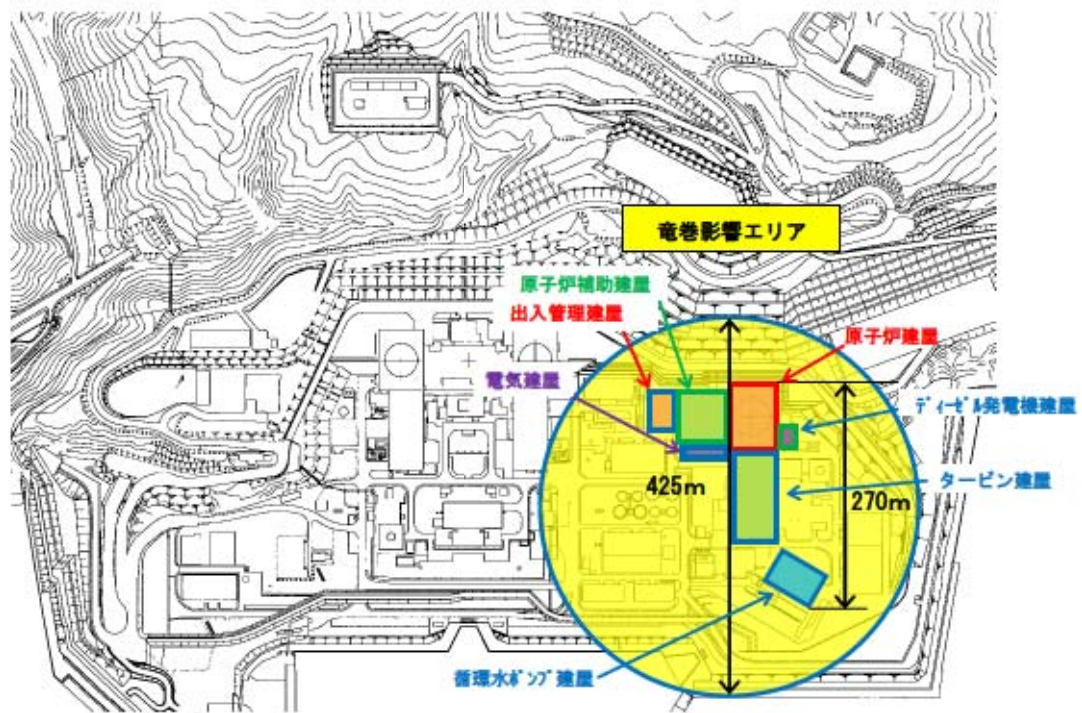 竜巻影響エリア
原子炉補助建屋
出入管理建屋
原子炉建屋
電気建屋
ディーゼル発電機建屋
425m
タービン建屋
270m
循環水ポンプ建屋